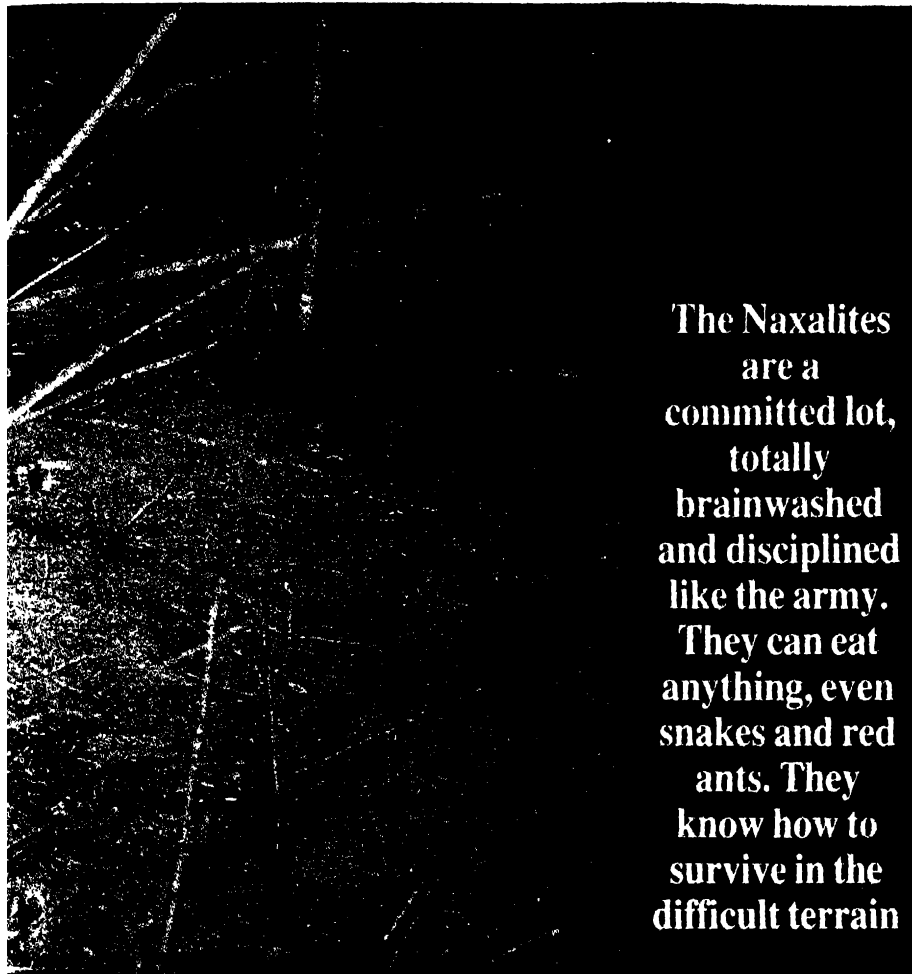 The Naxalites
are a
committed lot,
totally
brainwashed
and disciplined
like the army.
They can eat
anything, even
snakes and red
ants. They
know how to
survive in the
difficult terrain